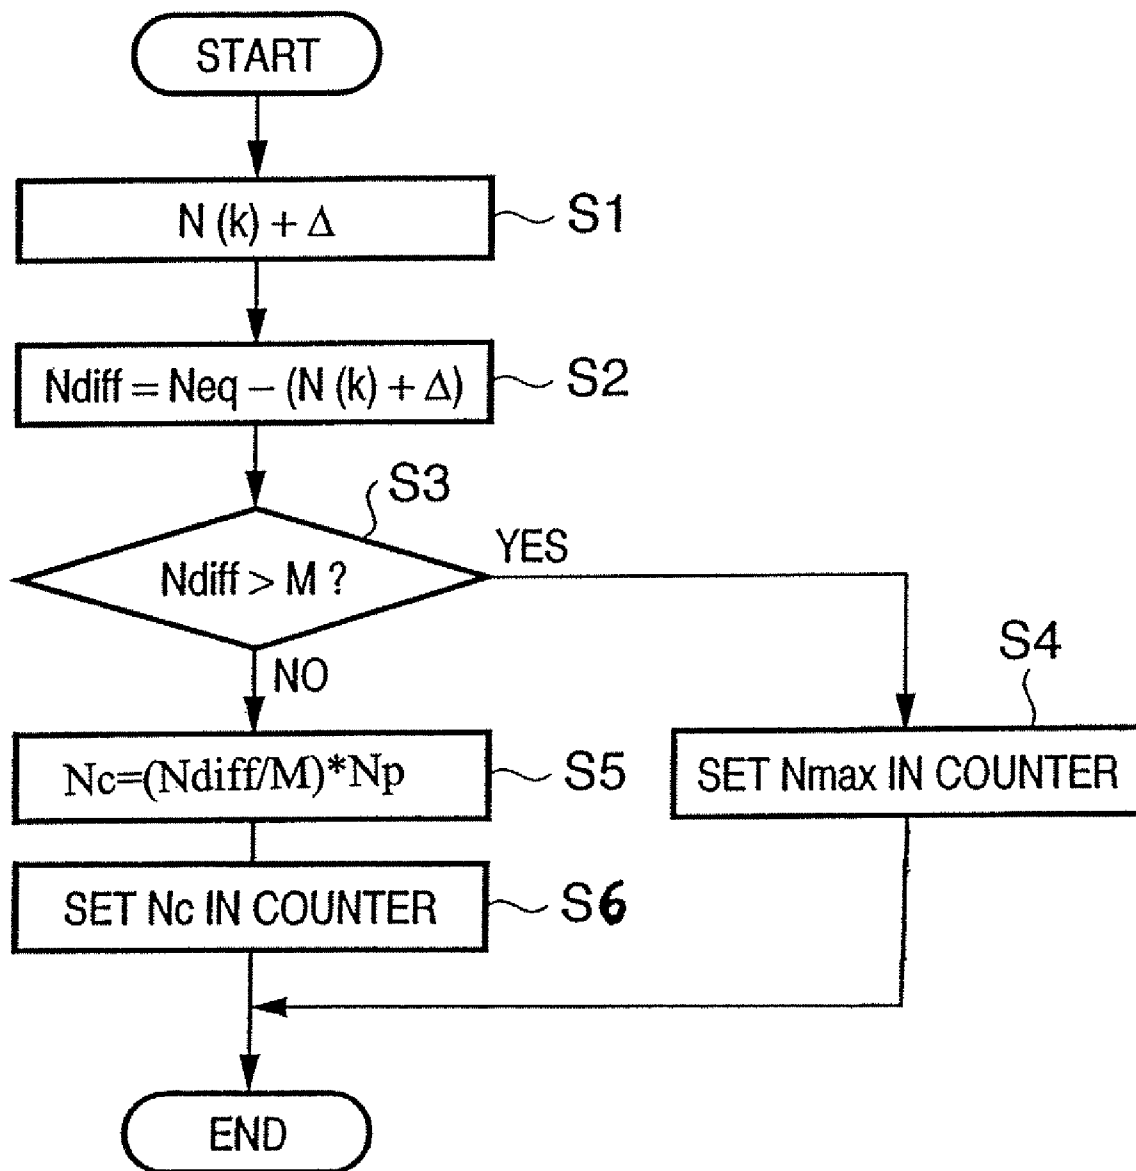 START
N (k) + Δ
S1
Ndiff = Neq – (N (k) + Δ)
S2
S3
Ndiff > M ?
YES
NO
S4
Nc=(Ndiff/M)*Np
S5
SET Nmax IN COUNTER
SET Nc IN COUNTER
S6
END